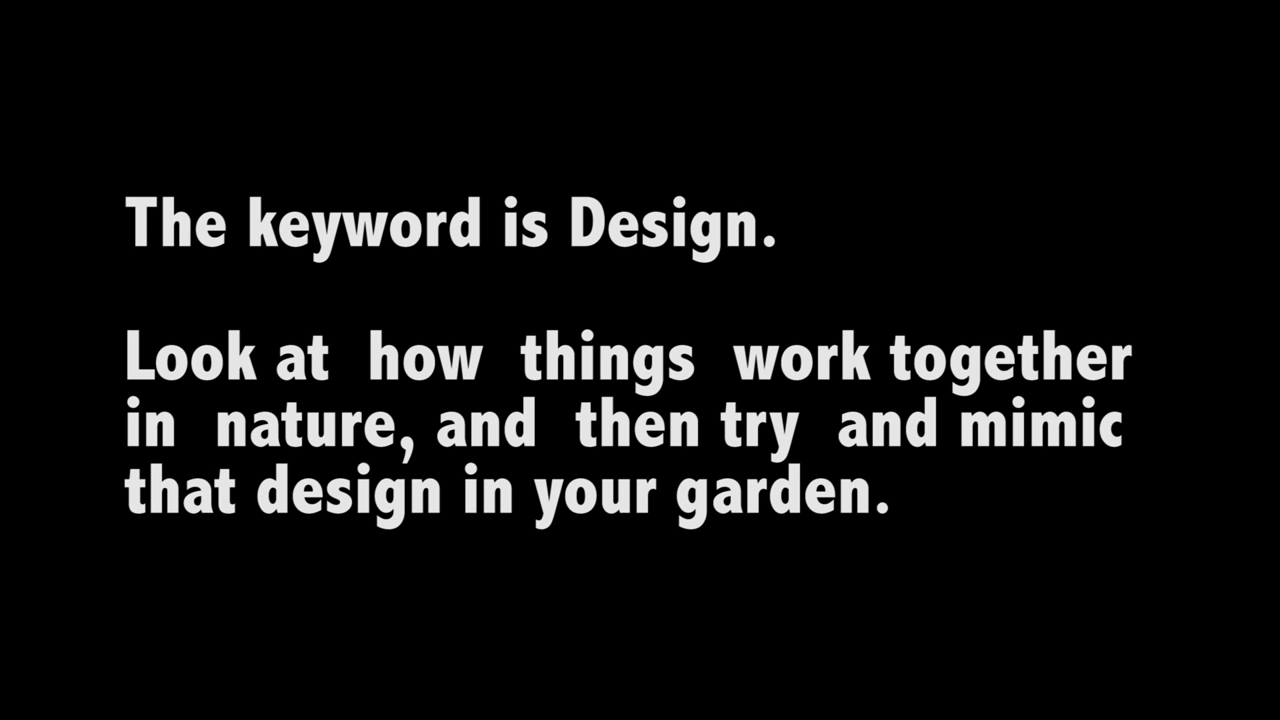 The keyword is Design.
Look at how things work together
in nature, and then try and mimic
that design in your garden.